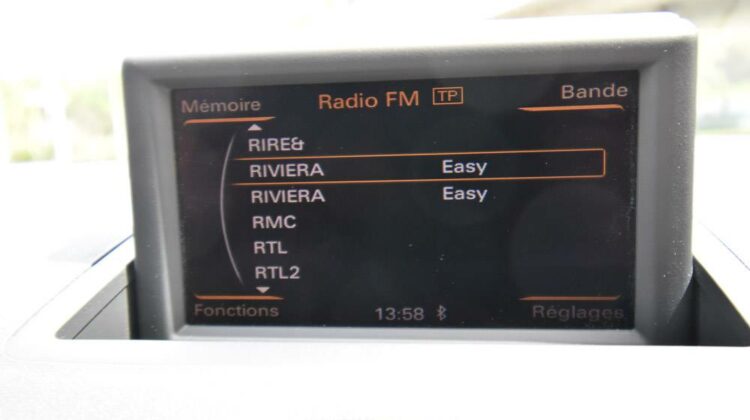 Mémoire Radio FM TP Bande
RIRE&
RIVIERA Easy
RIVIERA Easy
RMC
RTL
RTL2
Fonctions 13:58 Réglages